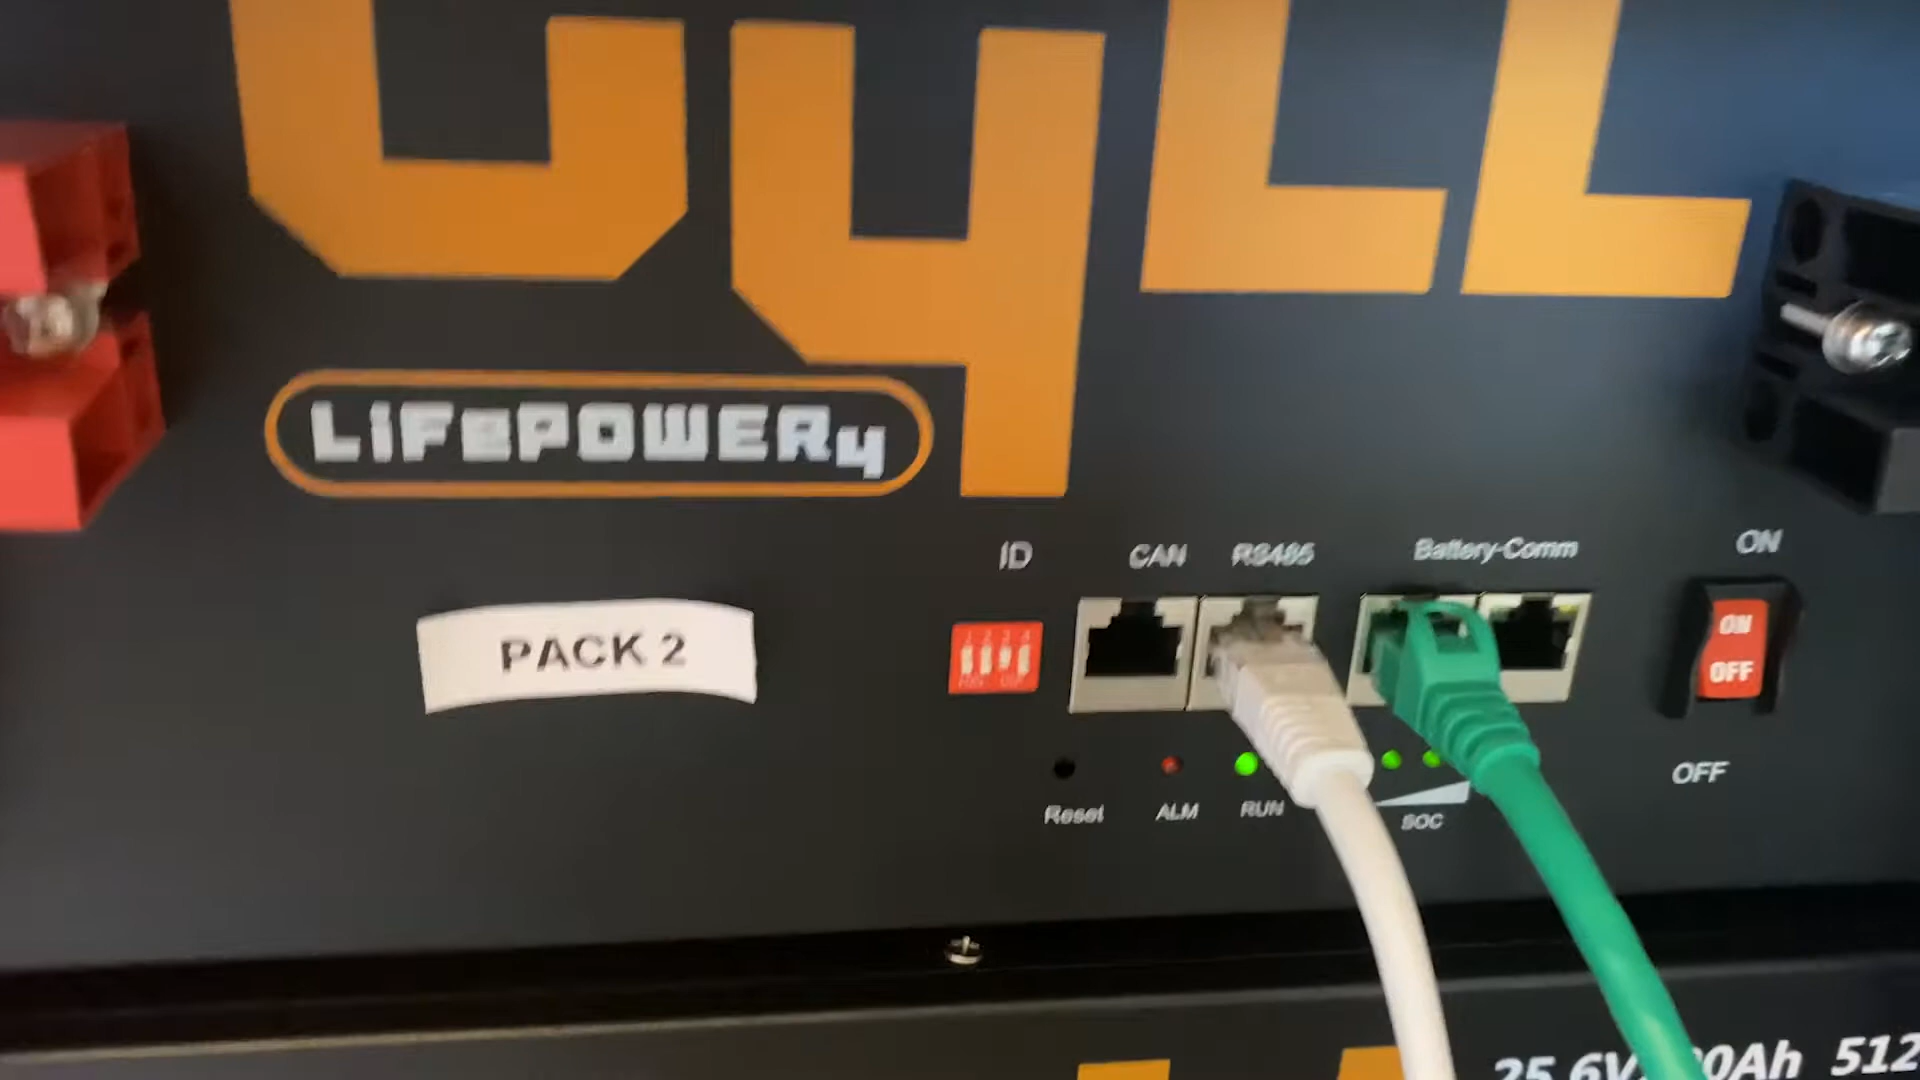 LiFePOWER4
ID
CAN
RS485
Battery-Comm
ON
PACK 2
ON
OFF
Reset
ALM
RUN
SOC
OFF